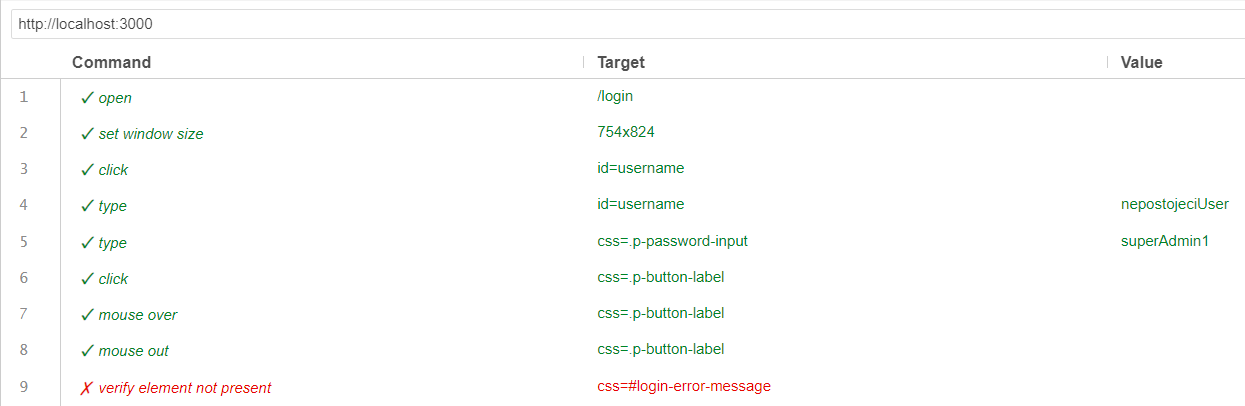 http://localhost:3000
Command Target Value
1 ✓ open /login
2 ✓ set window size 754x824
3 ✓ click id=username
4 ✓ type id=username nepostojeciUser
5 ✓ type css=.p-password-input superAdmin1
6 ✓ click css=.p-button-label
7 ✓ mouse over css=.p-button-label
8 ✓ mouse out css=.p-button-label
9 ✗ verify element not present css=#login-error-message